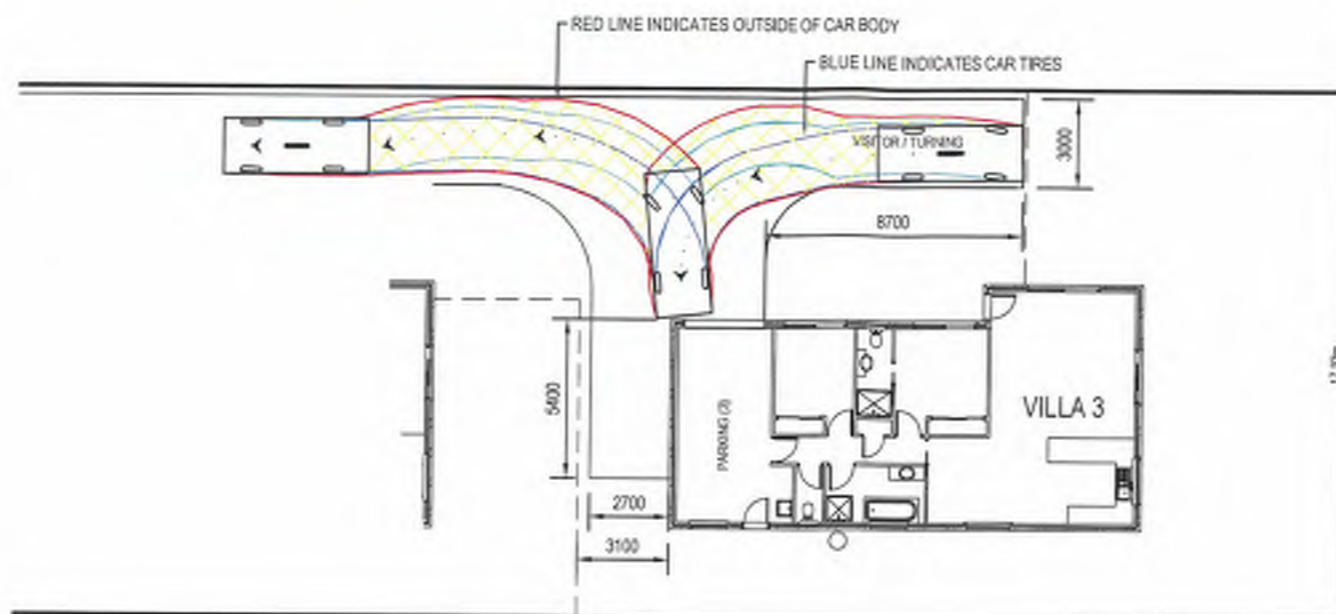 RED LINE INDICATES OUTSIDE OF CAR BODY
BLUE LINE INDICATES CAR TIRES
VISITOR / TURNING
3000
8700
5400
PARKING (3)
VILLA 3
2700
3100